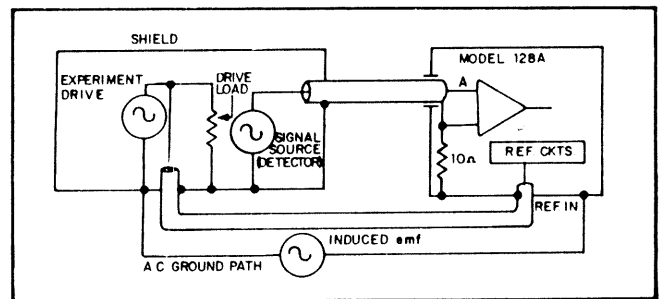 SHIELD
MODEL 128A
EXPERIMENT
DRIVE
DRIVE
LOAD
A
SIGNAL
SOURCE
(DETECTOR)
10Ω
REF CKTS
REF IN
INDUCED emf
AC GROUND PATH